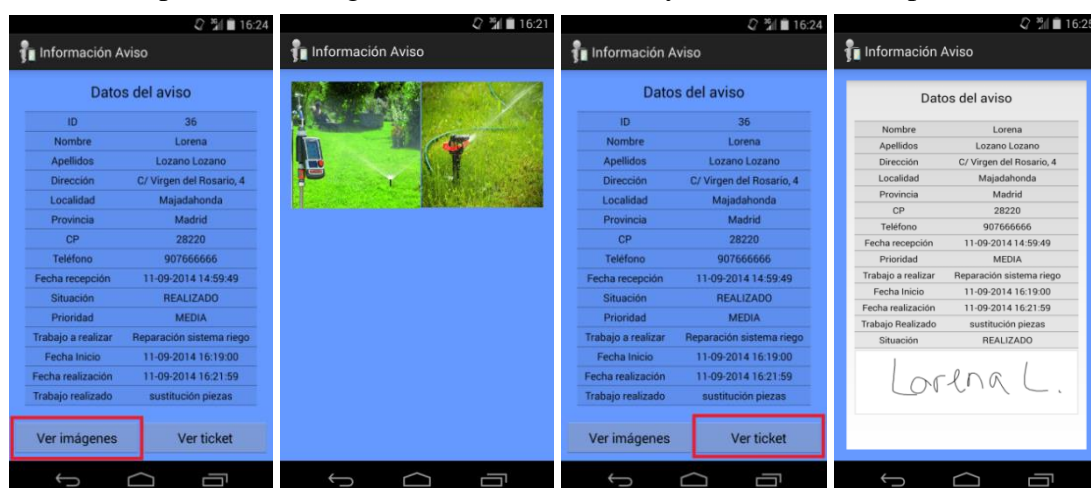 16:24
Información Aviso
Datos del aviso
ID 36
Nombre Lorena
Apellidos Lozano Lozano
Dirección C/ Virgen del Rosario, 4
Localidad Majadahonda
Provincia Madrid
CP 28220
Teléfono 907666666
Fecha recepción 11-09-2014 14:59:49
Situación REALIZADO
Prioridad MEDIA
Trabajo a realizar Reparación sistema riego
Fecha Inicio 11-09-2014 16:19:00
Fecha realización 11-09-2014 16:21:59
Trabajo realizado sustitución piezas
Ver imágenes Ver ticket
16:21
Información Aviso
16:24
Información Aviso
Datos del aviso
ID 36
Nombre Lorena
Apellidos Lozano Lozano
Dirección C/ Virgen del Rosario, 4
Localidad Majadahonda
Provincia Madrid
CP 28220
Teléfono 907666666
Fecha recepción 11-09-2014 14:59:49
Situación REALIZADO
Prioridad MEDIA
Trabajo a realizar Reparación sistema riego
Fecha Inicio 11-09-2014 16:19:00
Fecha realización 11-09-2014 16:21:59
Trabajo realizado sustitución piezas
Ver imágenes Ver ticket
16:25
Información Aviso
Datos del aviso
Nombre Lorena
Apellidos Lozano Lozano
Dirección C/ Virgen del Rosario, 4
Localidad Majadahonda
Provincia Madrid
CP 28220
Teléfono 907666666
Fecha recepción 11-09-2014 14:59:49
Prioridad MEDIA
Trabajo a realizar Reparación sistema riego
Fecha Inicio 11-09-2014 16:19:00
Fecha realización 11-09-2014 16:21:59
Trabajo Realizado sustitución piezas
Situación REALIZADO
Lorena L.